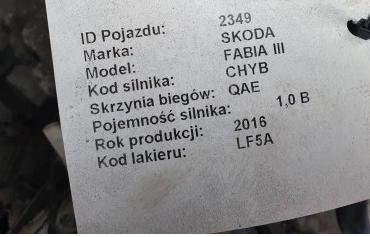 ID Pojazdu: 2349
Marka: SKODA
Model: FABIA III
Kod silnika: CHYB
Skrzynia biegów: QAE
Pojemność silnika: 1,0 B
Rok produkcji: 2016
Kod lakieru: LF5A